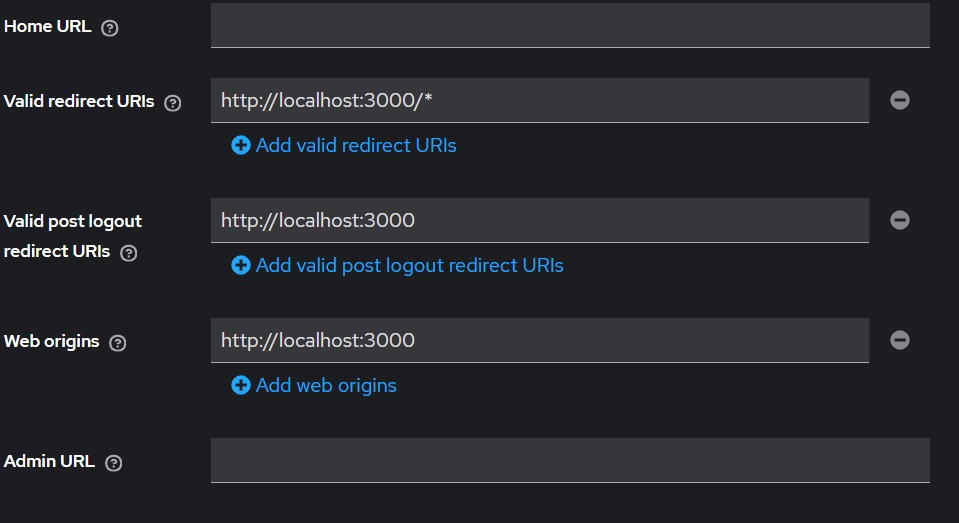 Home URL
Valid redirect URIs
http://localhost:3000/*
Add valid redirect URIs
Valid post logout
redirect URIs
http://localhost:3000
Add valid post logout redirect URIs
Web origins
http://localhost:3000
Add web origins
Admin URL